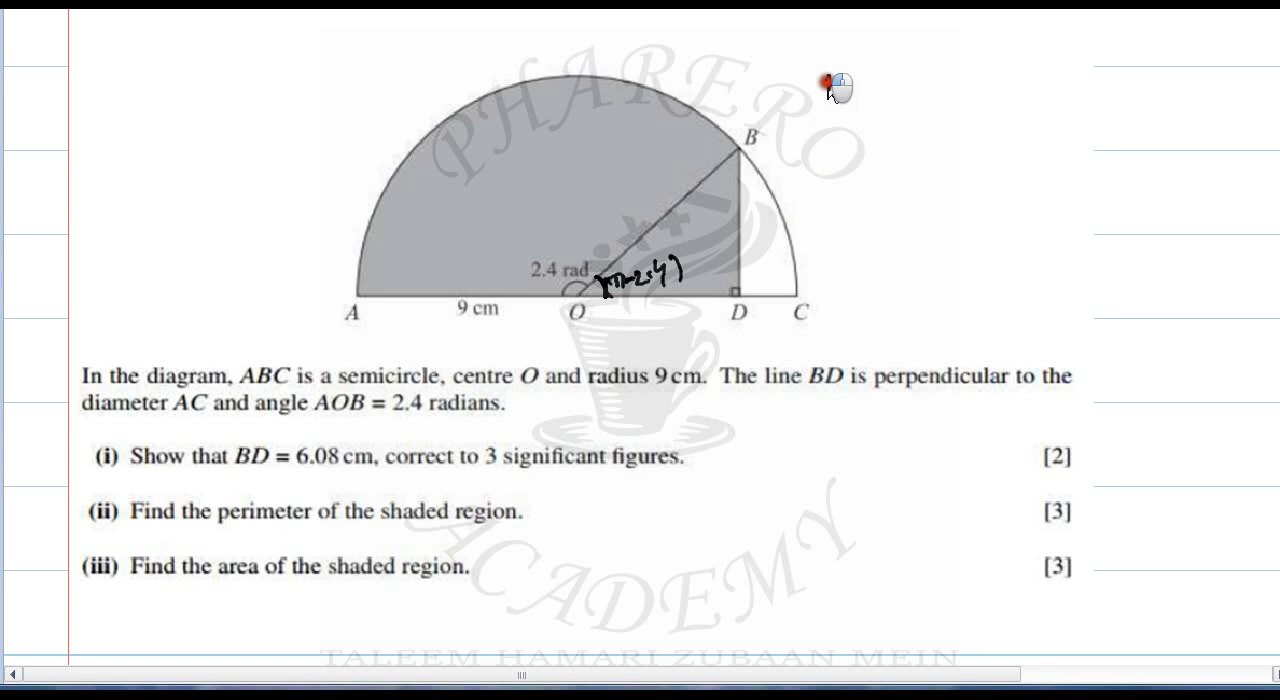 PHARERO
B
2.4 rad
(π-2.4)
A
9 cm
O
D
C
In the diagram, ABC is a semicircle, centre O and radius 9 cm. The line BD is perpendicular to the
diameter AC and angle AOB = 2.4 radians.
(i) Show that BD = 6.08 cm, correct to 3 significant figures. [2]
(ii) Find the perimeter of the shaded region. [3]
(iii) Find the area of the shaded region. [3]
ACADEMY
TALEEM HAMARI ZUBAAN MEIN